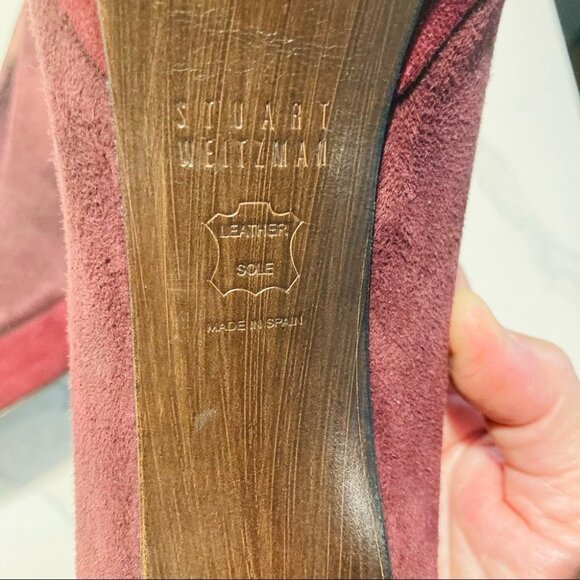 STUART
WEITZMAN
LEATHER
SOLE
MADE IN SPAIN